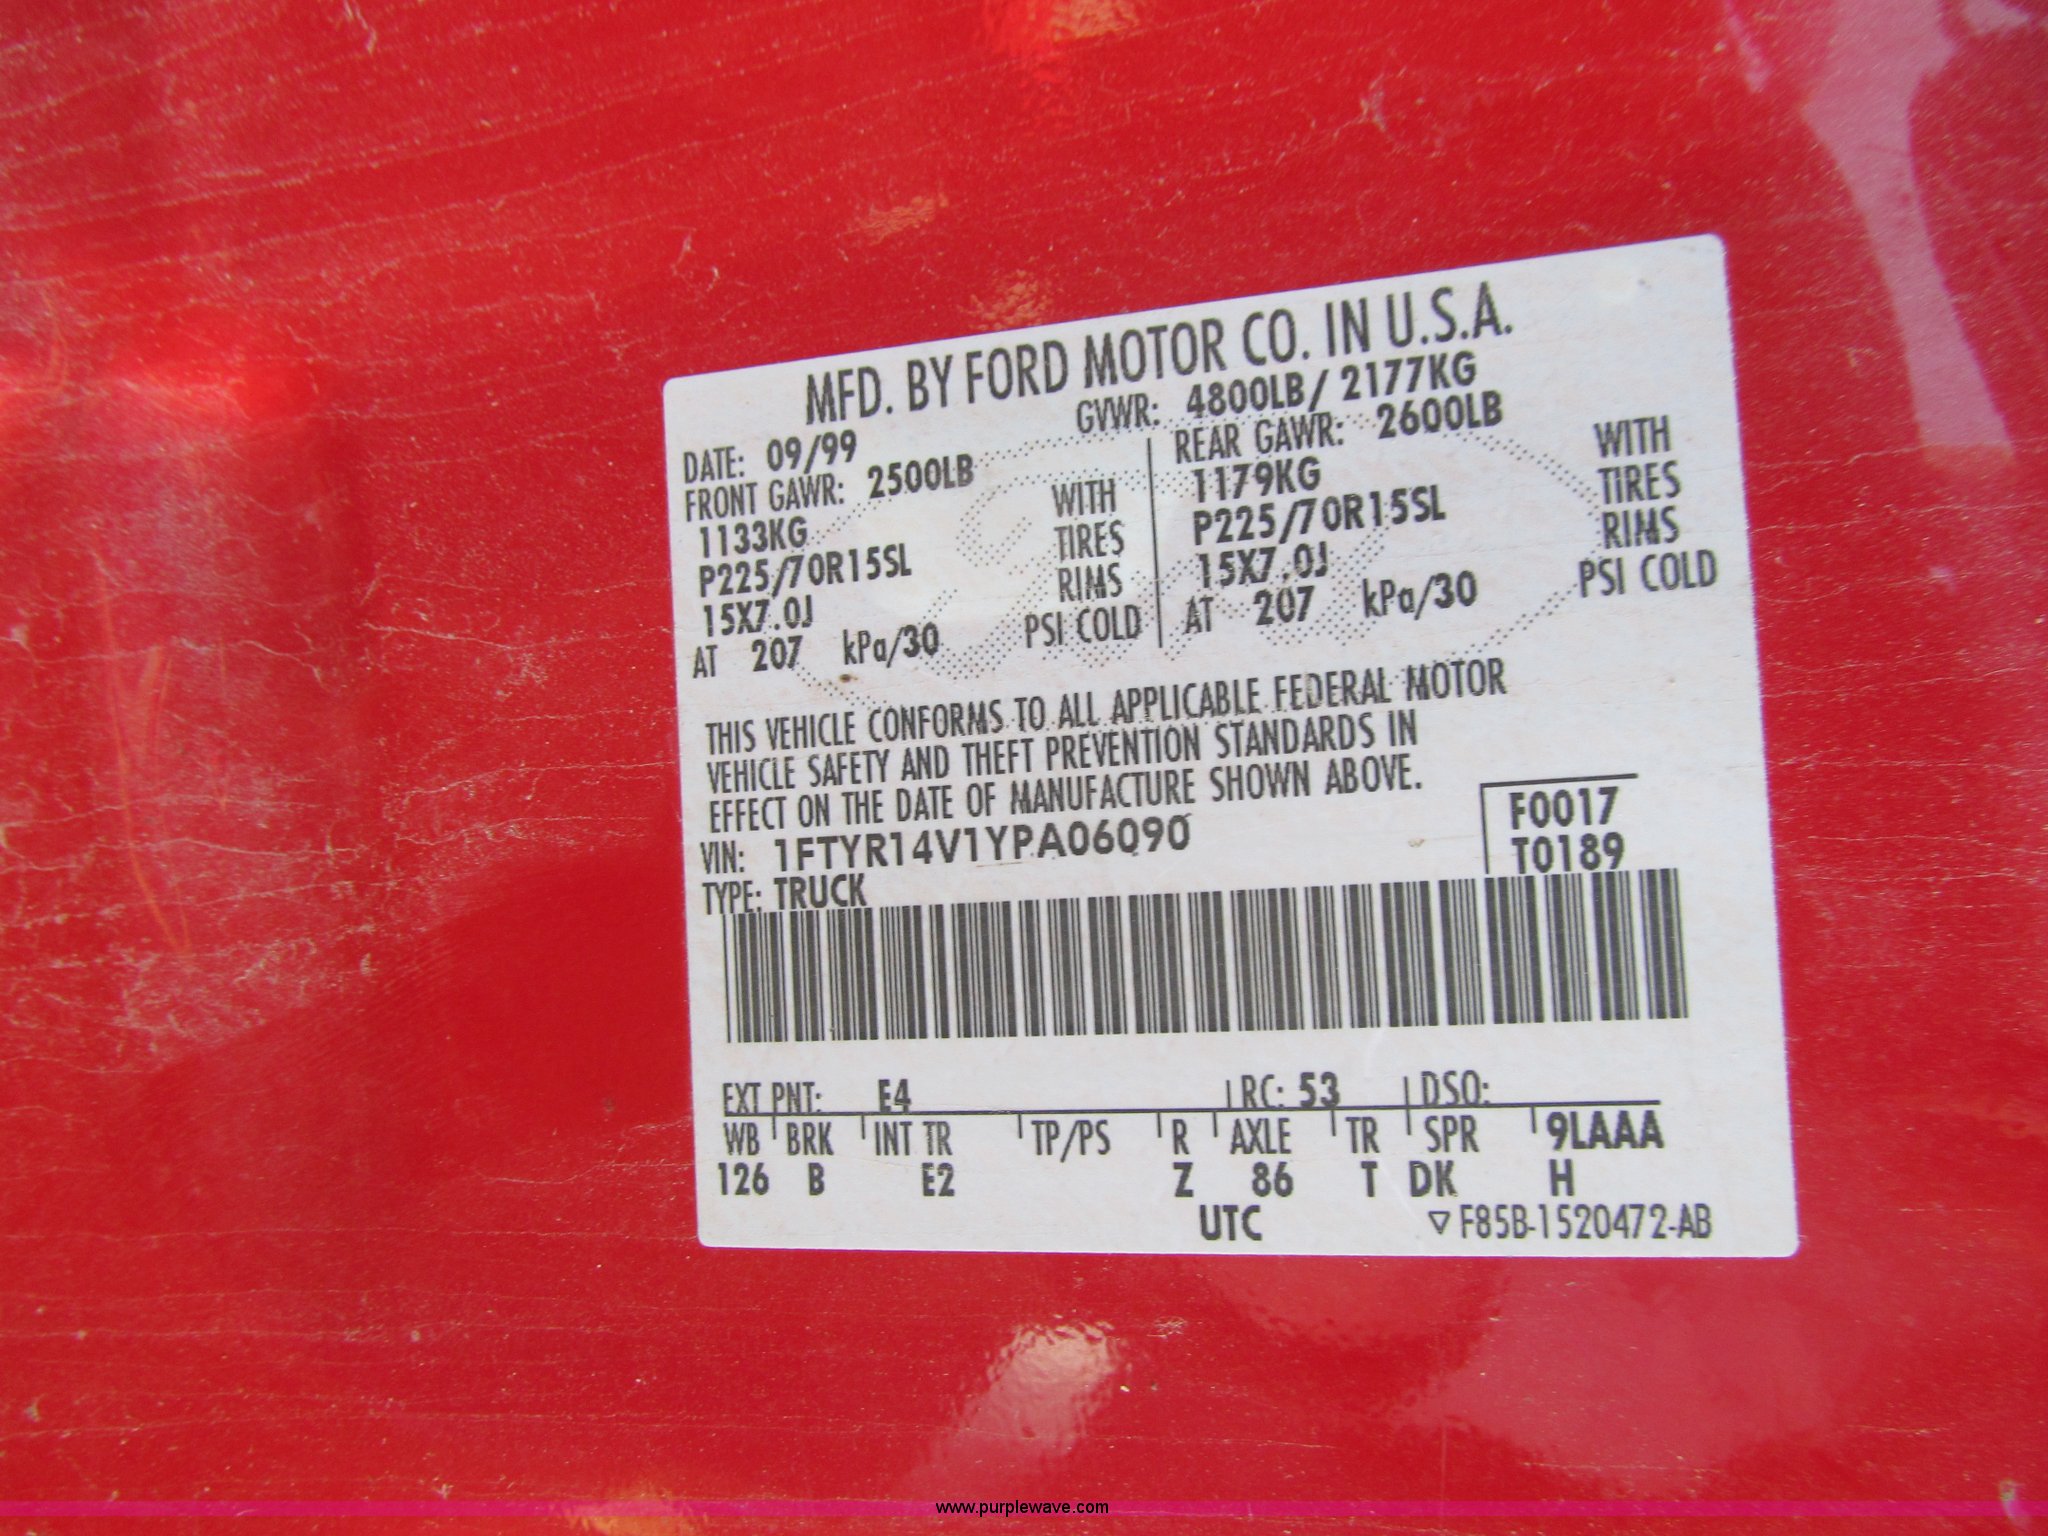 MFD. BY FORD MOTOR CO. IN U.S.A.
DATE: 09/99 GVWR: 4800LB/ 2177KG
FRONT GAWR: 2500LB REAR GAWR: 2600LB
1133KG WITH 1179KG WITH
P225/70R15SL TIRES P225/70R15SL TIRES
15X7.0J RIMS 15X7.0J RIMS
AT 207 kPa/30 PSI COLD AT 207 kPa/30 PSI COLD
THIS VEHICLE CONFORMS TO ALL APPLICABLE FEDERAL MOTOR
VEHICLE SAFETY AND THEFT PREVENTION STANDARDS IN
EFFECT ON THE DATE OF MANUFACTURE SHOWN ABOVE.
VIN: 1FTYR14V1YPA06090 F0017
TYPE: TRUCK T0189
EXT PNT: E4 RC: 53 DSO:
WB BRK INT TR TP/PS R AXLE TR SPR 9LAAA
126 B E2 Z 86 T DK H
UTC ▽ F85B-1520472-AB
www.purplewave.com